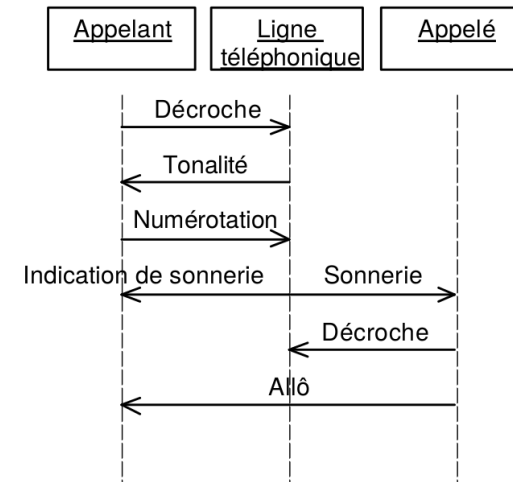 Appelant
Ligne
téléphonique
Appelé
Décroche
Tonalité
Numérotation
Indication de sonnerie
Sonnerie
Décroche
Allô